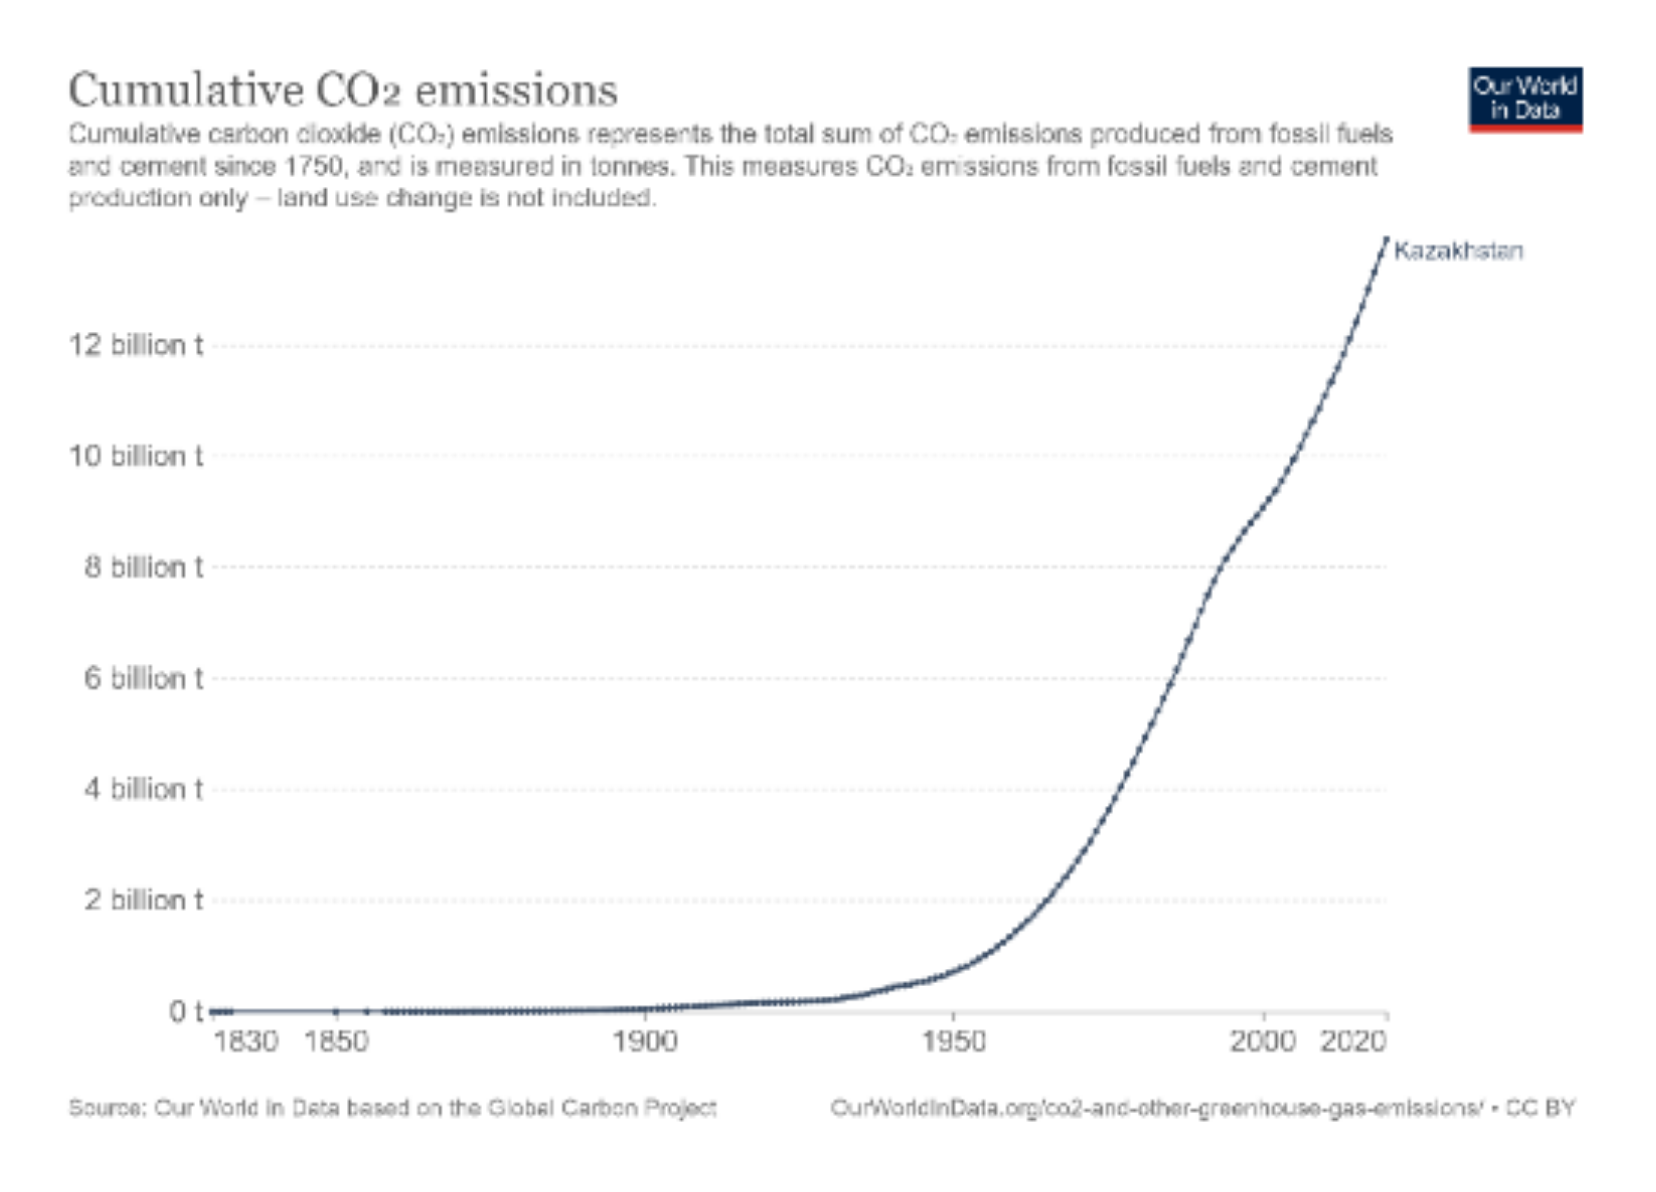 Cumulative CO2 emissions
Our World
in Data
Cumulative carbon dioxide (CO₂) emissions represents the total sum of CO₂ emissions produced from fossil fuels
and cement since 1750, and is measured in tonnes. This measures CO₂ emissions from fossil fuels and cement
production only – land use change is not included.
Kazakhstan
12 billion t
10 billion t
8 billion t
6 billion t
4 billion t
2 billion t
0 t
1830 1850 1900 1950 2000 2020
Source: Our World in Data based on the Global Carbon Project
OurWorldInData.org/co2-and-other-greenhouse-gas-emissions/ • CC BY